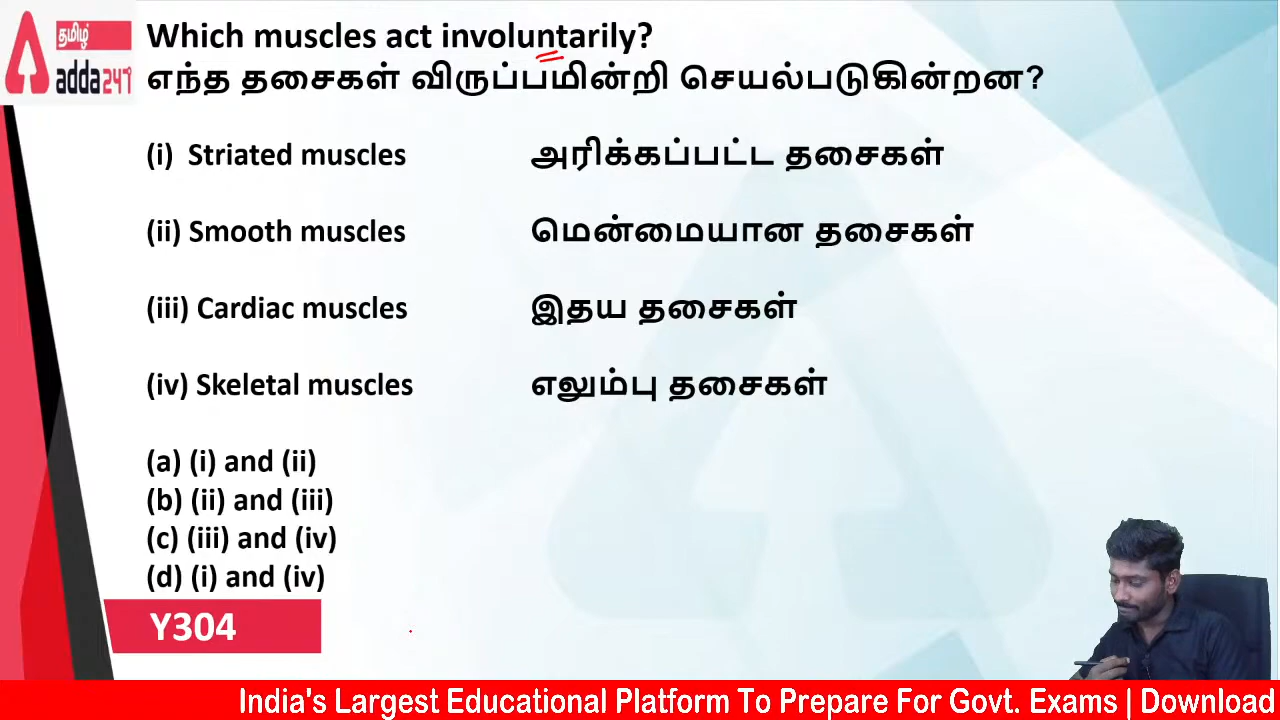 தமிழ்
adda247
Which muscles act involuntarily?
எந்த தசைகள் விருப்பமின்றி செயல்படுகின்றன?
(i) Striated muscles அரிக்கப்பட்ட தசைகள்
(ii) Smooth muscles மென்மையான தசைகள்
(iii) Cardiac muscles இதய தசைகள்
(iv) Skeletal muscles எலும்பு தசைகள்
(a) (i) and (ii)
(b) (ii) and (iii)
(c) (iii) and (iv)
(d) (i) and (iv)
Y304
India's Largest Educational Platform To Prepare For Govt. Exams | Download